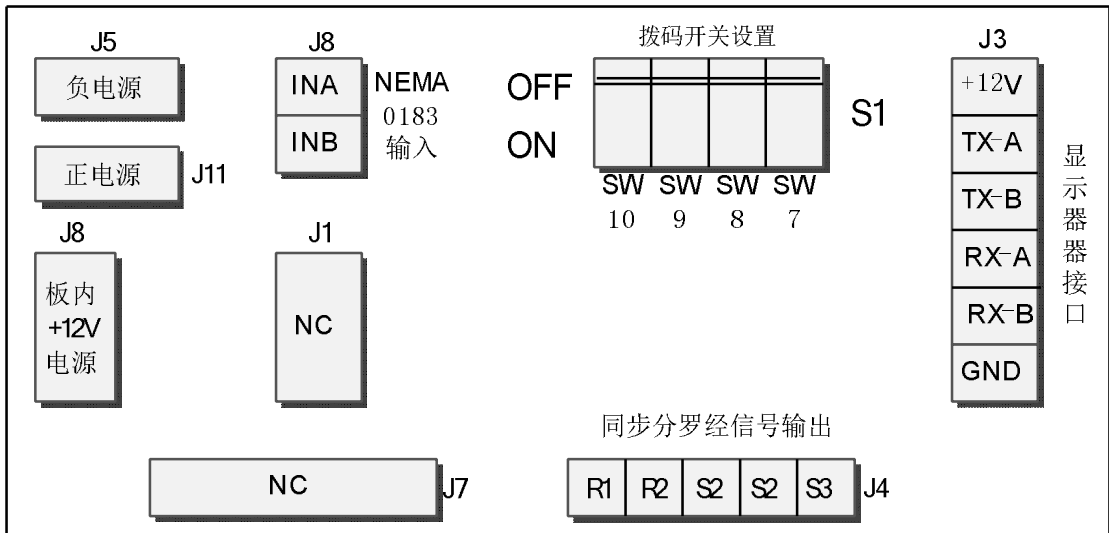 J5
负电源
正电源
J11
J8
板内
+12V
电源
J8
INA
INB
NEMA
0183
输入
J1
NC
拨码开关设置
OFF
ON
S1
SW SW SW SW
10 9 8 7
J3
+12V
TX-A
TX-B
RX-A
RX-B
GND
显示器器接口
NC
J7
同步分罗经信号输出
R1 R2 S2 S2 S3
J4